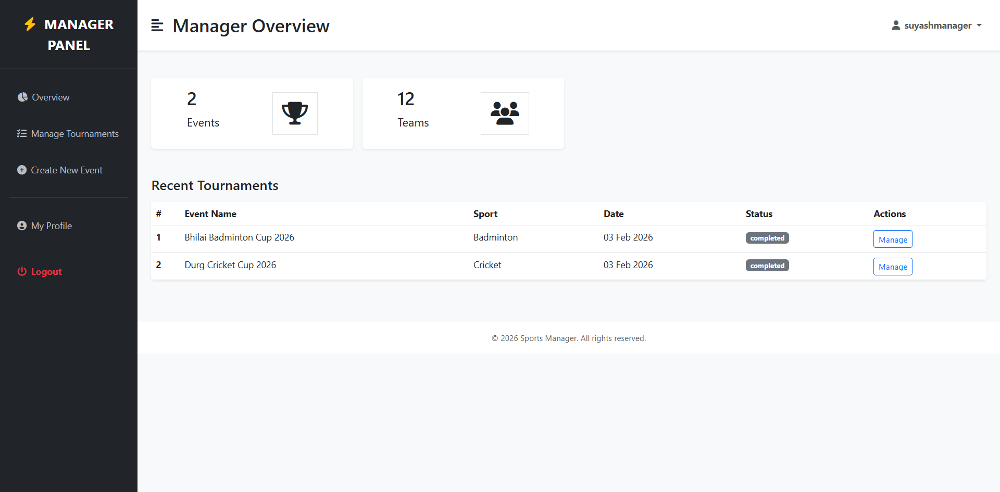 MANAGER
PANEL
Overview
Manage Tournaments
Create New Event
My Profile
Logout
Manager Overview
suyashmanager
2
Events
12
Teams
Recent Tournaments
# Event Name Sport Date Status Actions
1 Bhilai Badminton Cup 2026 Badminton 03 Feb 2026 completed Manage
2 Durg Cricket Cup 2026 Cricket 03 Feb 2026 completed Manage
© 2026 Sports Manager. All rights reserved.